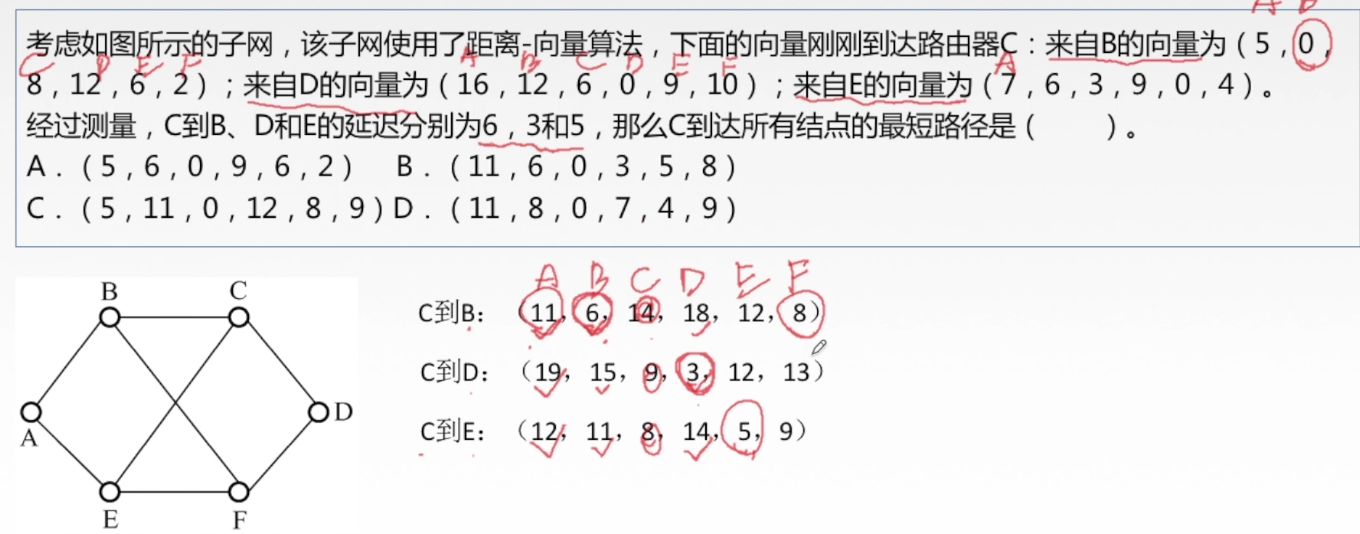 A B
考虑如图所示的子网，该子网使用了距离-向量算法，下面的向量刚刚到达路由器C：来自B的向量为（5，0，
C D E F A B C D E F A
8，12，6，2）；来自D的向量为（16，12，6，0，9，10）；来自E的向量为（7，6，3，9，0，4）。
经过测量，C到B、D和E的延迟分别为6，3和5，那么C到达所有结点的最短路径是（ ）。
A．（5，6，0，9，6，2） B．（11，6，0，3，5，8）
C．（5，11，0，12，8，9）D．（11，8，0，7，4，9）
A B C D E F
B C
C到B：（11，6，14，18，12，8）
C到D：（19，15，9，3，12，13）
A D
C到E：（12，11，8，14，5，9）
E F